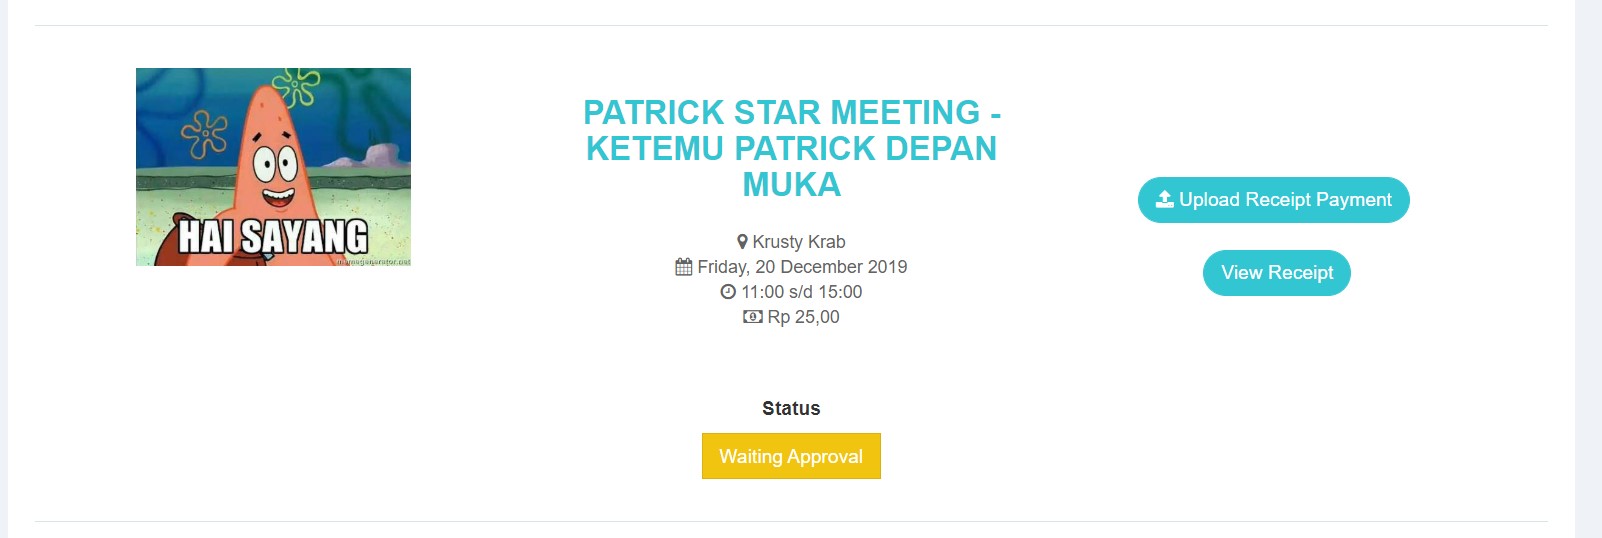 HAI SAYANG
memegenerator.net
PATRICK STAR MEETING -
KETEMU PATRICK DEPAN
MUKA
Krusty Krab
Friday, 20 December 2019
11:00 s/d 15:00
Rp 25,00
Status
Waiting Approval
Upload Receipt Payment
View Receipt